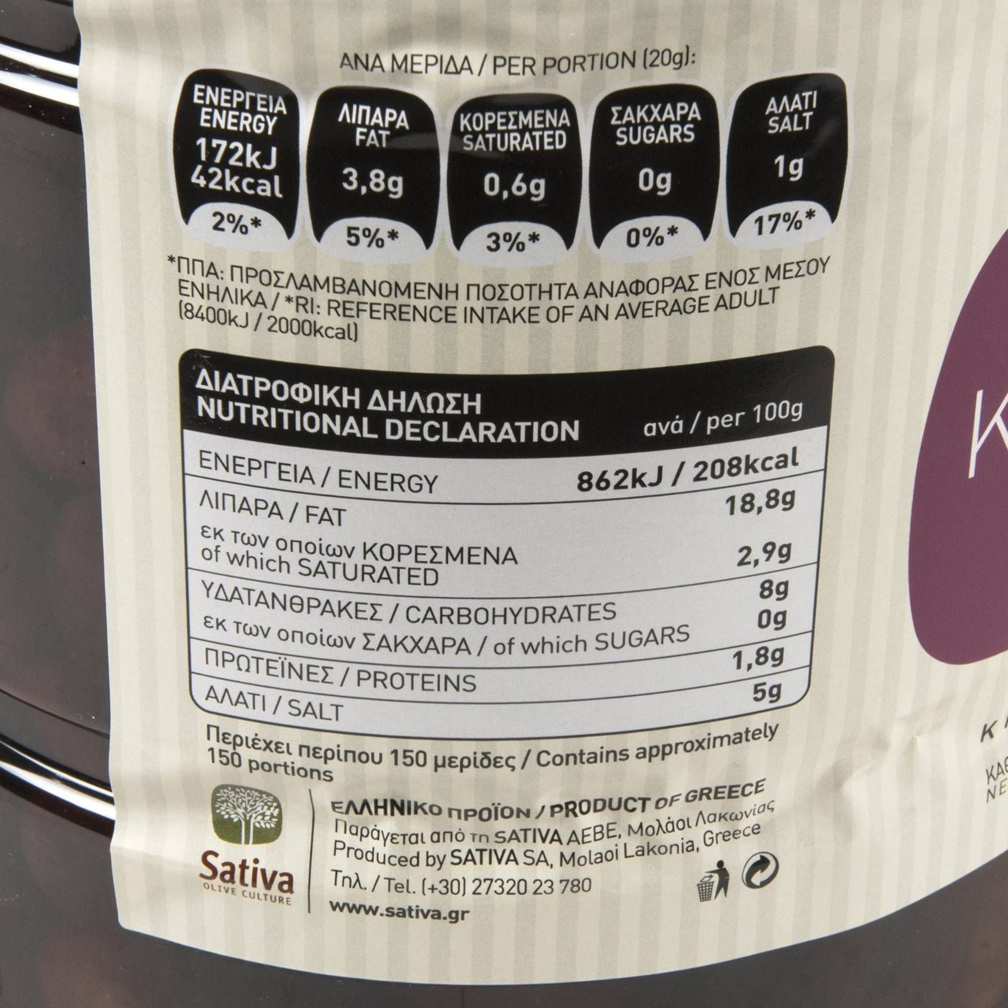 ΑΝΑ ΜΕΡΙΔΑ / PER PORTION (20g):
ΕΝΕΡΓΕΙΑ
ENERGY
172kJ
42kcal
2%*
ΛΙΠΑΡΑ
FAT
3,8g
5%*
ΚΟΡΕΣΜΕΝΑ
SATURATED
0,6g
3%*
ΣΑΚΧΑΡΑ
SUGARS
0g
0%*
ΑΛΑΤΙ
SALT
1g
17%*
*ΠΠΑ: ΠΡΟΣΛΑΜΒΑΝΟΜΕΝΗ ΠΟΣΟΤΗΤΑ ΑΝΑΦΟΡΑΣ ΕΝΟΣ ΜΕΣΟΥ
ΕΝΗΛΙΚΑ / *RI: REFERENCE INTAKE OF AN AVERAGE ADULT
(8400kJ / 2000kcal)
ΔΙΑΤΡΟΦΙΚΗ ΔΗΛΩΣΗ
NUTRITIONAL DECLARATION ανά / per 100g
ΕΝΕΡΓΕΙΑ / ENERGY 862kJ / 208kcal
ΛΙΠΑΡΑ / FAT 18,8g
εκ των οποίων ΚΟΡΕΣΜΕΝΑ
of which SATURATED 2,9g
ΥΔΑΤΑΝΘΡΑΚΕΣ / CARBOHYDRATES 8g
εκ των οποίων ΣΑΚΧΑΡΑ / of which SUGARS 0g
ΠΡΩΤΕΪΝΕΣ / PROTEINS 1,8g
ΑΛΑΤΙ / SALT 5g
Περιέχει περίπου 150 μερίδες / Contains approximately
150 portions
Sativa
OLIVE CULTURE
ΕΛΛΗΝΙΚΟ ΠΡΟΪΟΝ / PRODUCT OF GREECE
Παράγεται από τη SATIVA ΑΕΒΕ, Μολάοι Λακωνίας
Produced by SATIVA SA, Molaoi Lakonia, Greece
Τηλ. / Tel. (+30) 27320 23 780
www.sativa.gr